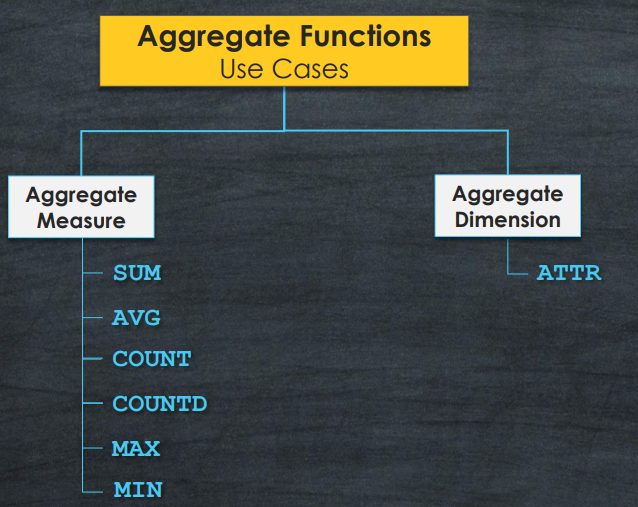 Aggregate Functions
Use Cases
Aggregate
Measure
SUM
AVG
COUNT
COUNTD
MAX
MIN
Aggregate
Dimension
ATTR